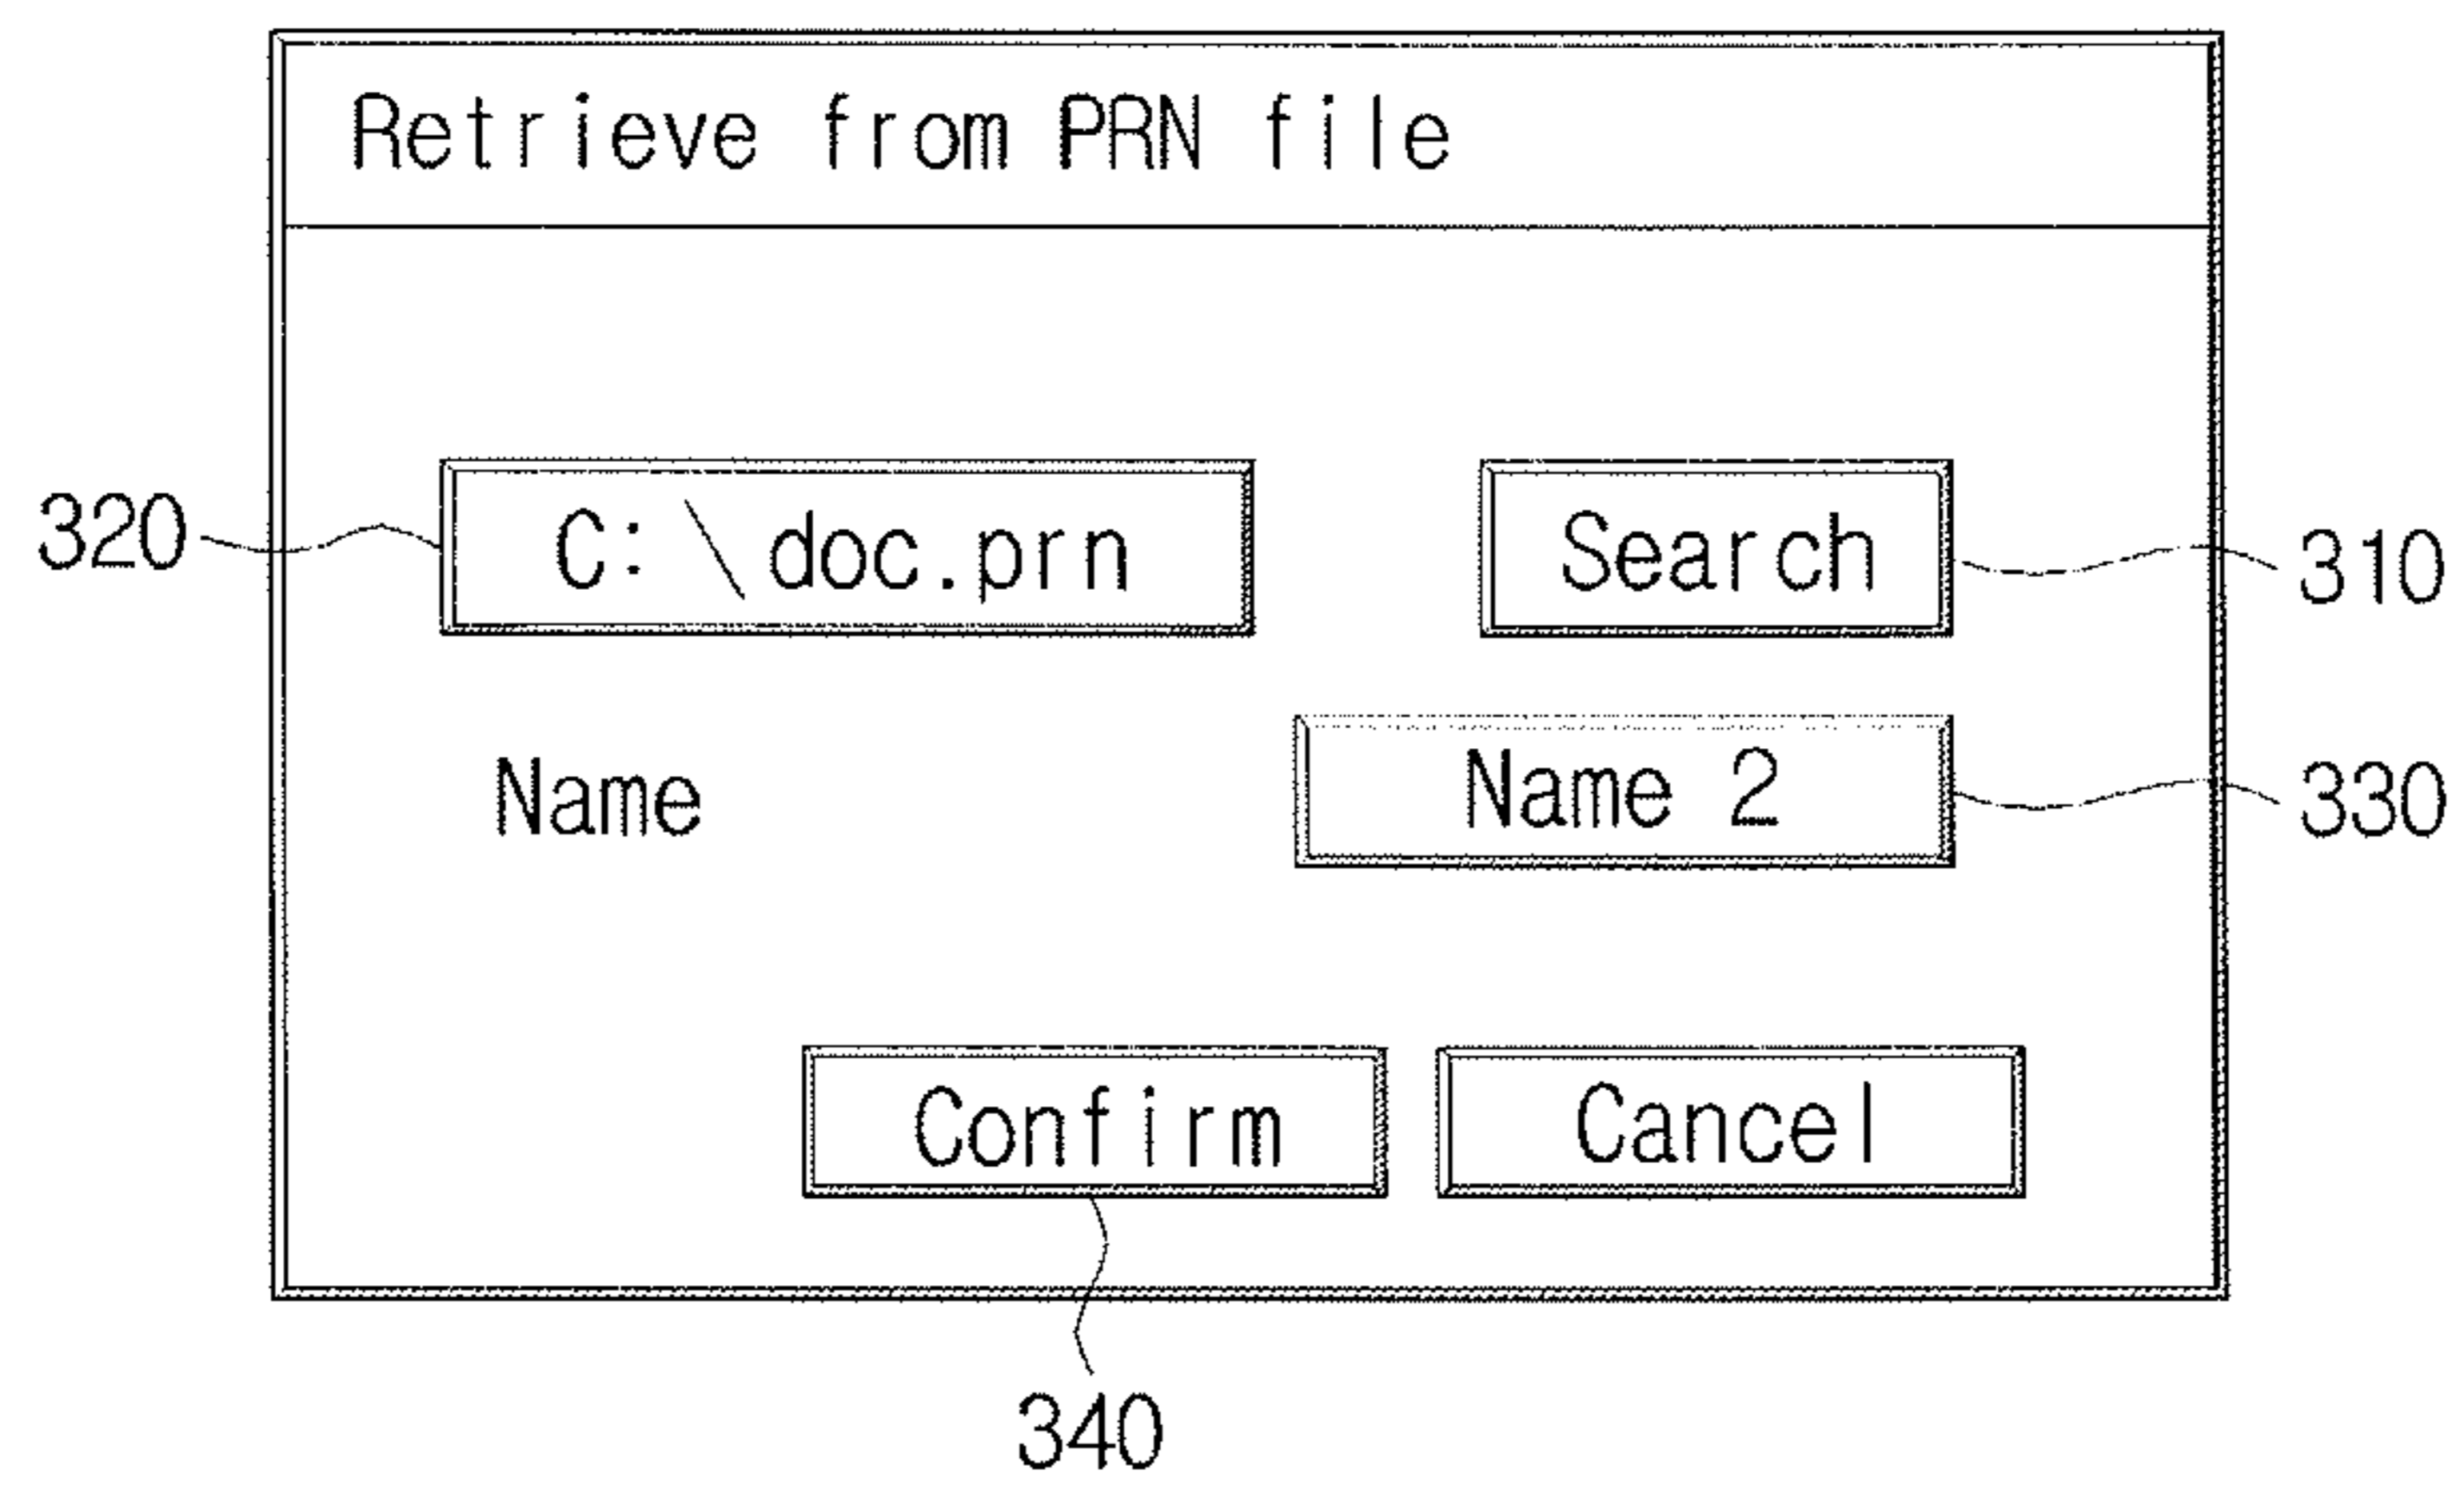 Retrieve from PRN file
320 C:\doc.prn Search 310
Name Name 2 330
Confirm Cancel
340